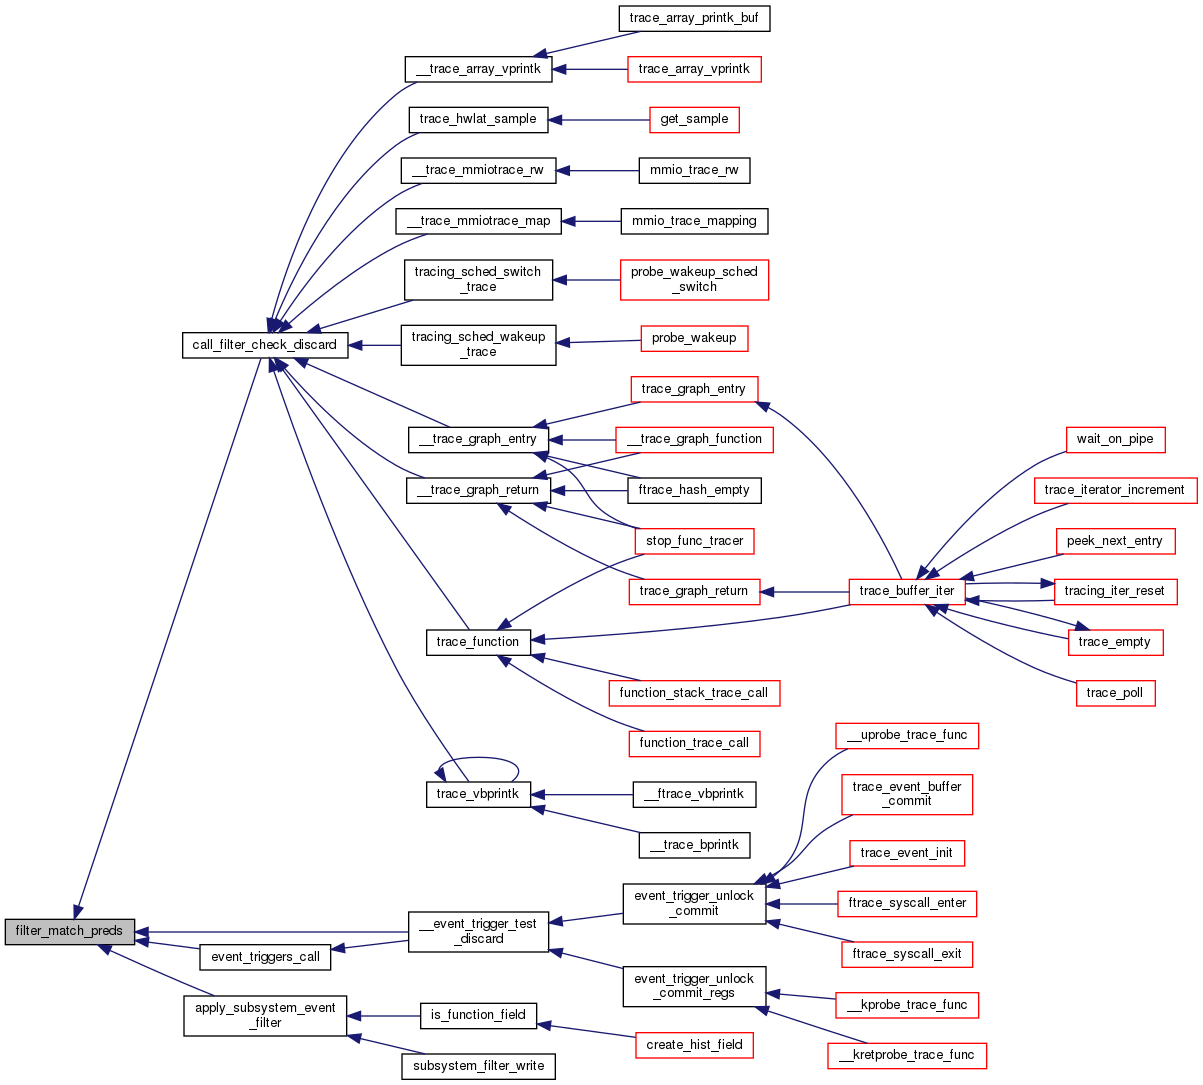 trace_array_printk_buf
__trace_array_vprintk
trace_array_vprintk
trace_hwlat_sample
get_sample
__trace_mmiotrace_rw
mmio_trace_rw
__trace_mmiotrace_map
mmio_trace_mapping
tracing_sched_switch
_trace
probe_wakeup_sched
_switch
call_filter_check_discard
tracing_sched_wakeup
_trace
probe_wakeup
trace_graph_entry
__trace_graph_entry
__trace_graph_function
wait_on_pipe
__trace_graph_return
ftrace_hash_empty
trace_iterator_increment
stop_func_tracer
peek_next_entry
trace_graph_return
trace_buffer_iter
tracing_iter_reset
trace_function
trace_empty
function_stack_trace_call
trace_poll
function_trace_call
__uprobe_trace_func
trace_vbprintk
__ftrace_vbprintk
trace_event_buffer
_commit
__trace_bprintk
trace_event_init
event_trigger_unlock
_commit
ftrace_syscall_enter
filter_match_preds
__event_trigger_test
_discard
event_triggers_call
ftrace_syscall_exit
event_trigger_unlock
_commit_regs
apply_subsystem_event
_filter
is_function_field
__kprobe_trace_func
create_hist_field
__kretprobe_trace_func
subsystem_filter_write